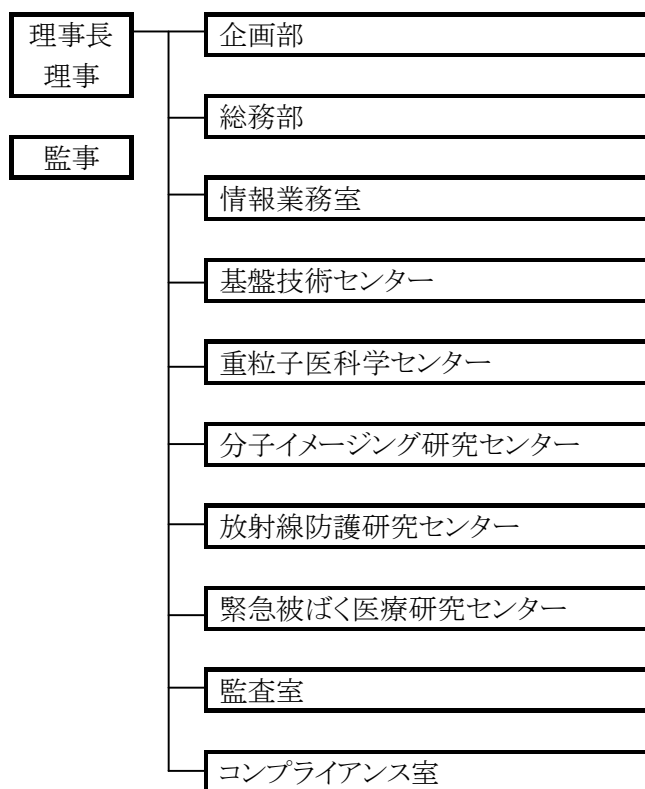 理事長
理事
監事
企画部
総務部
情報業務室
基盤技術センター
重粒子医科学センター
分子イメージング研究センター
放射線防護研究センター
緊急被ばく医療研究センター
監査室
コンプライアンス室